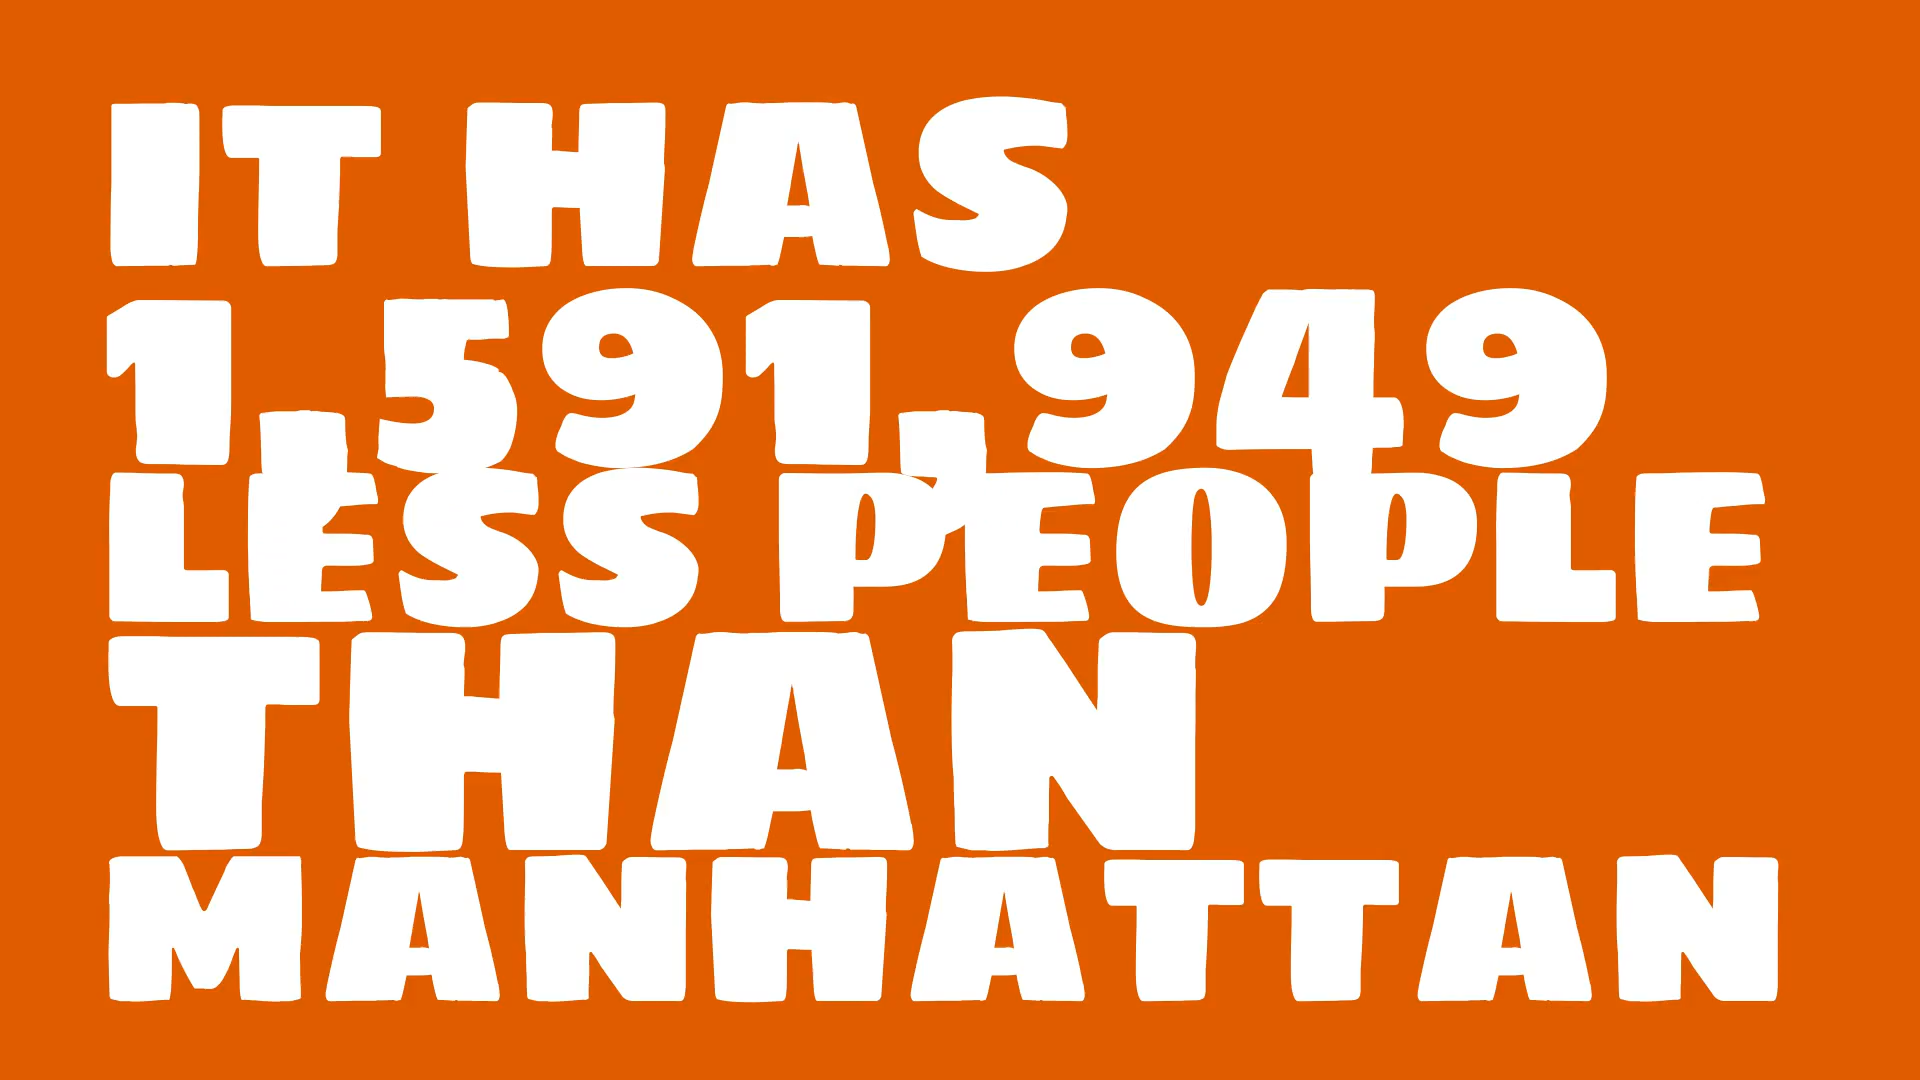 IT HAS
1,591,949
LESS PEOPLE
THAN
MANHATTAN